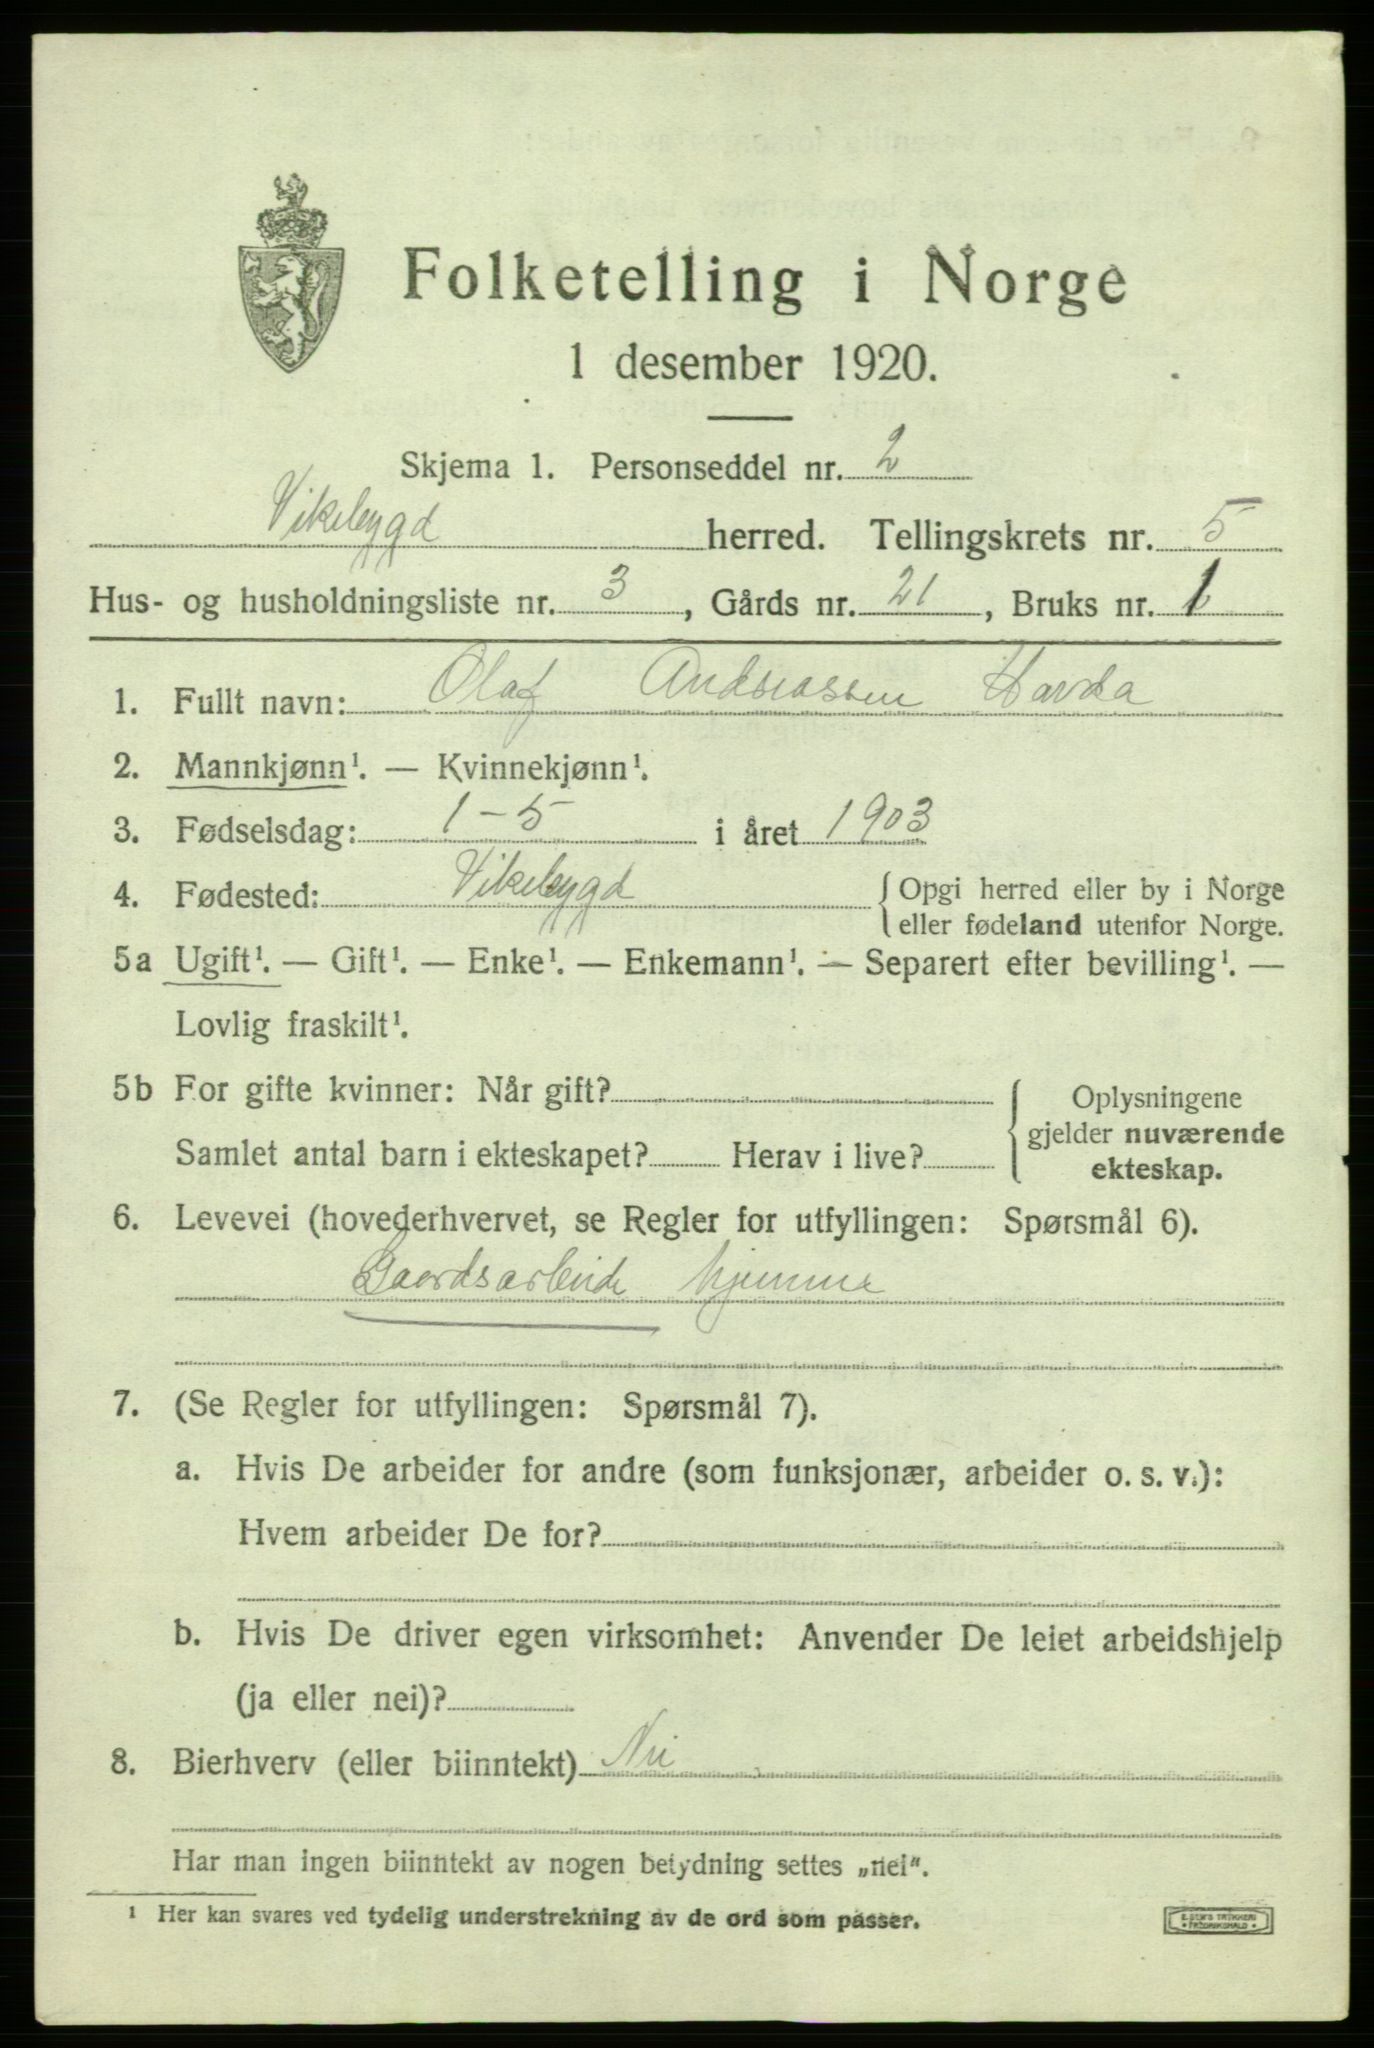 Folketelling i Norge
1 desember 1920.
Skjema 1. Personseddel nr. 2
Vikebygd herred. Tellingskrets nr. 5
Hus- og husholdningsliste nr. 3, Gårds nr. 21, Bruks nr. 1
1. Fullt navn: Olaf Andreassen
2. Mannkjønn¹. — Kvinnekjønn¹.
3. Fødselsdag: 1-5 i året 1903
4. Fødested: Vikebygd {Opgi herred eller by i Norge
eller fødeland utenfor Norge.
5a Ugift¹. — Gift¹. — Enke¹. — Enkemann¹. — Separert efter bevilling¹. —
Lovlig fraskilt¹.
5b For gifte kvinner: Når gift? { Oplysningene
gjelder nuværende
Samlet antal barn i ekteskapet? Herav i live?
ekteskap.
6. Levevei (hovederhvervet, se Regler for utfyllingen: Spørsmål 6).
Gaardsarbeide hjemme
7. (Se Regler for utfyllingen: Spørsmål 7).
a. Hvis De arbeider for andre (som funksjonær, arbeider o. s. v.):
Hvem arbeider De for?
b. Hvis De driver egen virksomhet: Anvender De leiet arbeidshjelp
(ja eller nei)?
8. Bierhverv (eller biinntekt) Nei
Har man ingen biinntekt av nogen betydning settes „nei“.
¹ Her kan svares ved tydelig understrekning av de ord som passer.